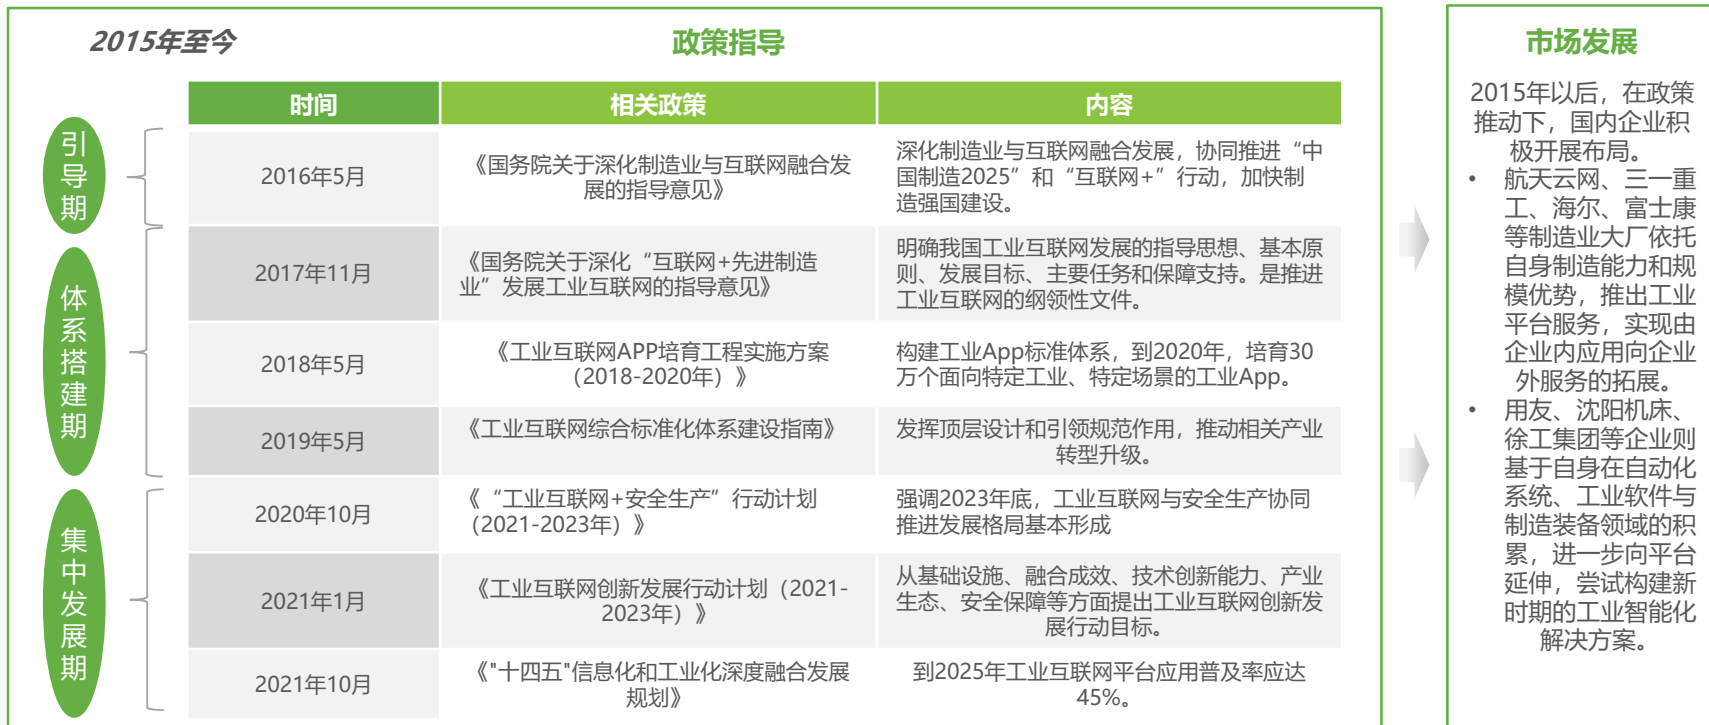 2015年至今
政策指导
时间
相关政策
内容
引导期
2016年5月
《国务院关于深化制造业与互联网融合发
展的指导意见》
深化制造业与互联网融合发展，协同推进“中
国制造2025”和“互联网+”行动，加快制
造强国建设。
体系搭建期
2017年11月
《国务院关于深化“互联网+先进制造
业”发展工业互联网的指导意见》
明确我国工业互联网发展的指导思想、基本原
则、发展目标、主要任务和保障支持。是推进
工业互联网的纲领性文件。
2018年5月
《工业互联网APP培育工程实施方案
（2018-2020年）》
构建工业App标准体系，到2020年，培育30
万个面向特定工业、特定场景的工业App。
2019年5月
《工业互联网综合标准化体系建设指南》
发挥顶层设计和引领规范作用，推动相关产业
转型升级。
集中发展期
2020年10月
《“工业互联网+安全生产”行动计划
（2021-2023年）》
强调2023年底，工业互联网与安全生产协同
推进发展格局基本形成
2021年1月
《工业互联网创新发展行动计划（2021-
2023年）》
从基础设施、融合成效、技术创新能力、产业
生态、安全保障等方面提出工业互联网创新发
展行动目标。
2021年10月
《"十四五"信息化和工业化深度融合发展
规划》
到2025年工业互联网平台应用普及率应达
45%。
市场发展
2015年以后，在政策
推动下，国内企业积
极开展布局。
• 航天云网、三一重
工、海尔、富士康
等制造业大厂依托
自身制造能力和规
模优势，推出工业
平台服务，实现由
企业内应用向企业
外服务的拓展。
• 用友、沈阳机床、
徐工集团等企业则
基于自身在自动化
系统、工业软件与
制造装备领域的积
累，进一步向平台
延伸，尝试构建新
时期的工业智能化
解决方案。